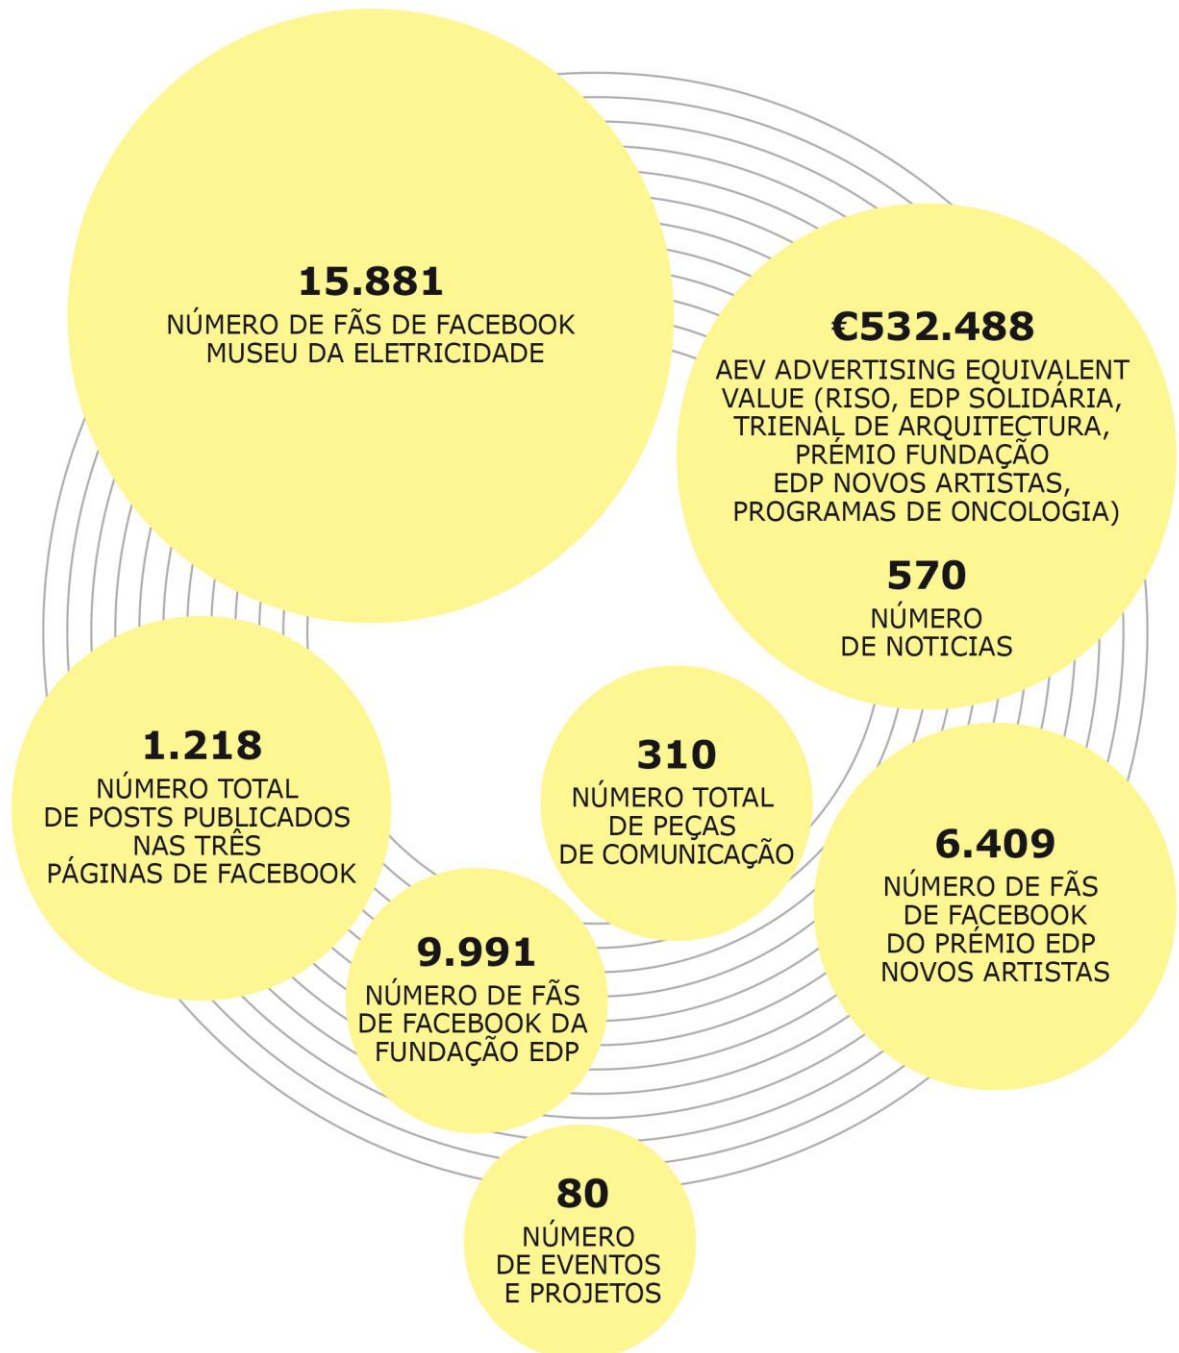 15.881
NÚMERO DE FÃS DE FACEBOOK
MUSEU DA ELETRICIDADE
€532.488
AEV ADVERTISING EQUIVALENT
VALUE (RISO, EDP SOLIDÁRIA,
TRIENAL DE ARQUITECTURA,
PRÉMIO FUNDAÇÃO
EDP NOVOS ARTISTAS,
PROGRAMAS DE ONCOLOGIA)
570
NÚMERO
DE NOTICIAS
1.218
NÚMERO TOTAL
DE POSTS PUBLICADOS
NAS TRÊS
PÁGINAS DE FACEBOOK
310
NÚMERO TOTAL
DE PEÇAS
DE COMUNICAÇÃO
6.409
NÚMERO DE FÃS
DE FACEBOOK
DO PRÉMIO EDP
NOVOS ARTISTAS
9.991
NÚMERO DE FÃS
DE FACEBOOK DA
FUNDAÇÃO EDP
80
NÚMERO
DE EVENTOS
E PROJETOS